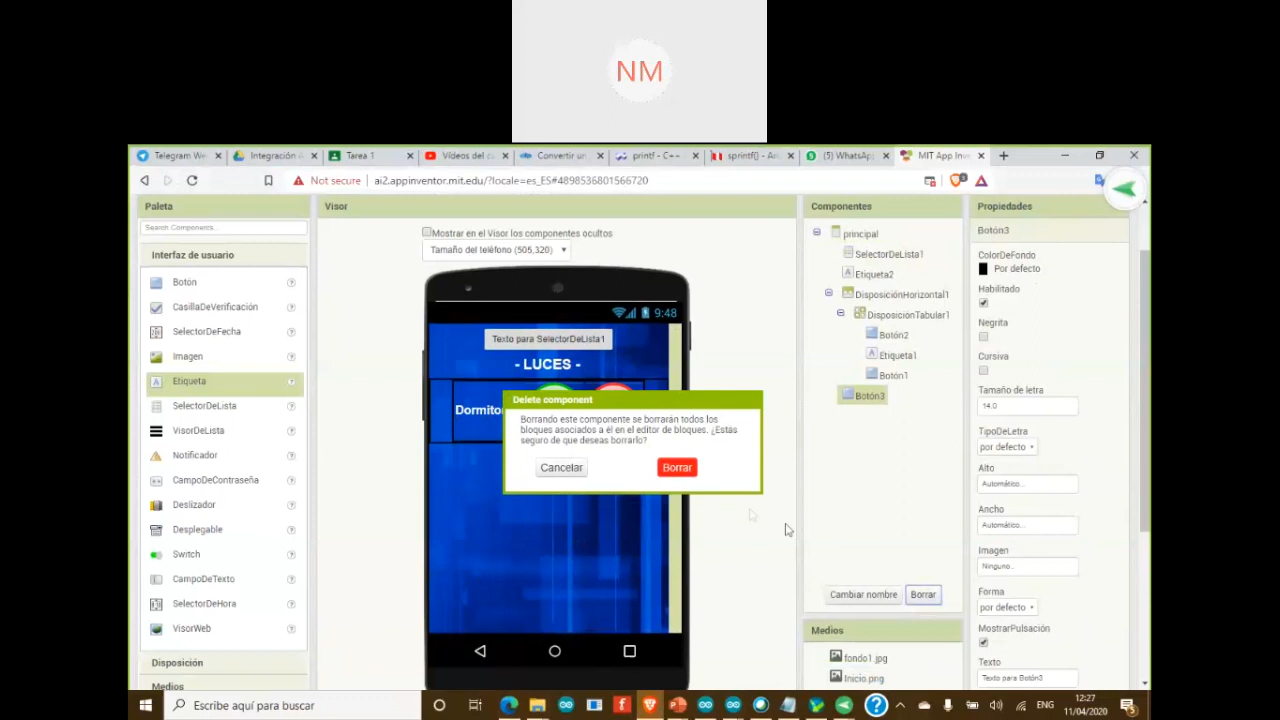 NM
Telegram We
Integración
Tarea 1
Vídeos del ca
Convertir un
printf - C++
sprintf() - Ar
(5) WhatsApp
MIT App Inve
Not secure
ai2.appinventor.mit.edu/?locale=es_ES#4898536801566720
Paleta
Visor
Componentes
Propiedades
Search Components...
Interfaz de usuario
Botón
CasillaDeVerificación
SelectorDeFecha
Imagen
Etiqueta
SelectorDeLista
VisorDeLista
Notificador
CampoDeContraseña
Deslizador
Desplegable
Switch
CampoDeTexto
SelectorDeHora
VisorWeb
Disposición
Medios
Mostrar en el Visor los componentes ocultos
Tamaño del teléfono (505,320)
9:48
Texto para SelectorDeLista1
- LUCES -
Dormito
Delete component
Borrando este componente se borrarán todos los
bloques asociados a él en el editor de bloques. ¿Estás
seguro de que deseas borrarlo?
Cancelar
Borrar
principal
SelectorDeLista1
Etiqueta2
DisposiciónHorizontal1
DisposiciónTabular1
Botón2
Etiqueta1
Botón1
Botón3
Cambiar nombre
Borrar
Medios
fondo1.jpg
Inicio.png
Botón3
ColorDeFondo
Por defecto
Habilitado
Negrita
Cursiva
Tamaño de letra
14.0
TipoDeLetra
por defecto
Alto
Automático...
Ancho
Automático...
Imagen
Ninguno...
Forma
por defecto
MostrarPulsación
Texto
Texto para Botón3
Escribe aquí para buscar
ENG
12:27
11/04/2020
5